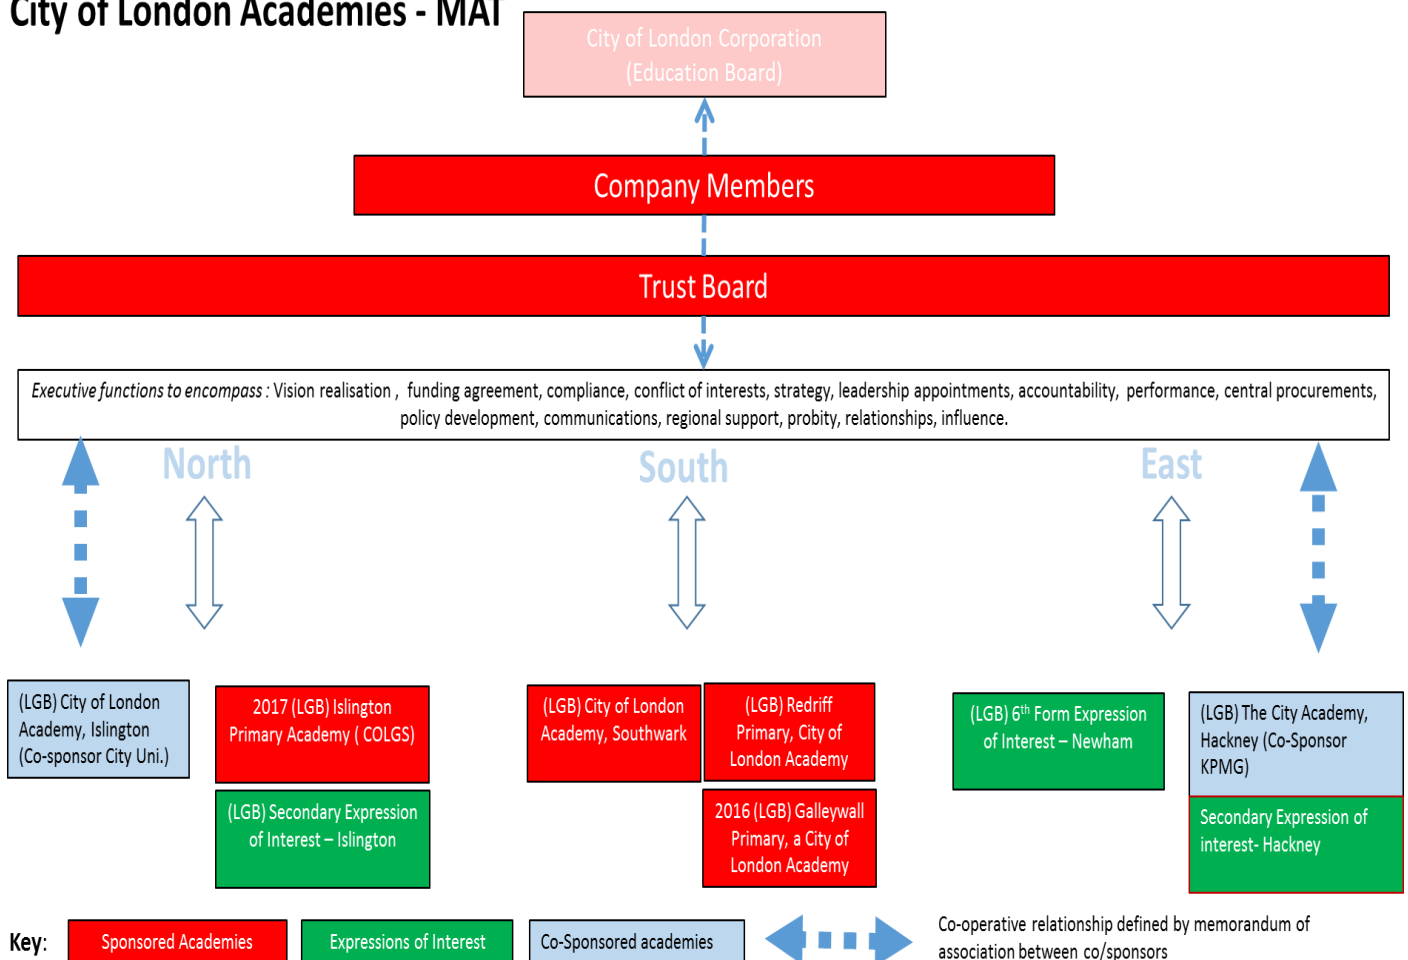 City of London Academies - MAT
City of London Corporation
(Education Board)
Company Members
Trust Board
Executive functions to encompass : Vision realisation , funding agreement, compliance, conflict of interests, strategy, leadership appointments, accountability, performance, central procurements,
policy development, communications, regional support, probity, relationships, influence.
North
South
East
(LGB) City of London
Academy, Islington
(Co-sponsor City Uni.)
2017 (LGB) Islington
Primary Academy ( COLGS)
(LGB) Secondary Expression
of Interest – Islington
(LGB) City of London
Academy, Southwark
(LGB) Redriff
Primary, City of
London Academy
2016 (LGB) Galleywall
Primary, a City of
London Academy
(LGB) 6th Form Expression
of Interest – Newham
(LGB) The City Academy,
Hackney (Co-Sponsor
KPMG)
Secondary Expression of
interest- Hackney
Key:
Sponsored Academies
Expressions of Interest
Co-Sponsored academies
Co-operative relationship defined by memorandum of
association between co/sponsors